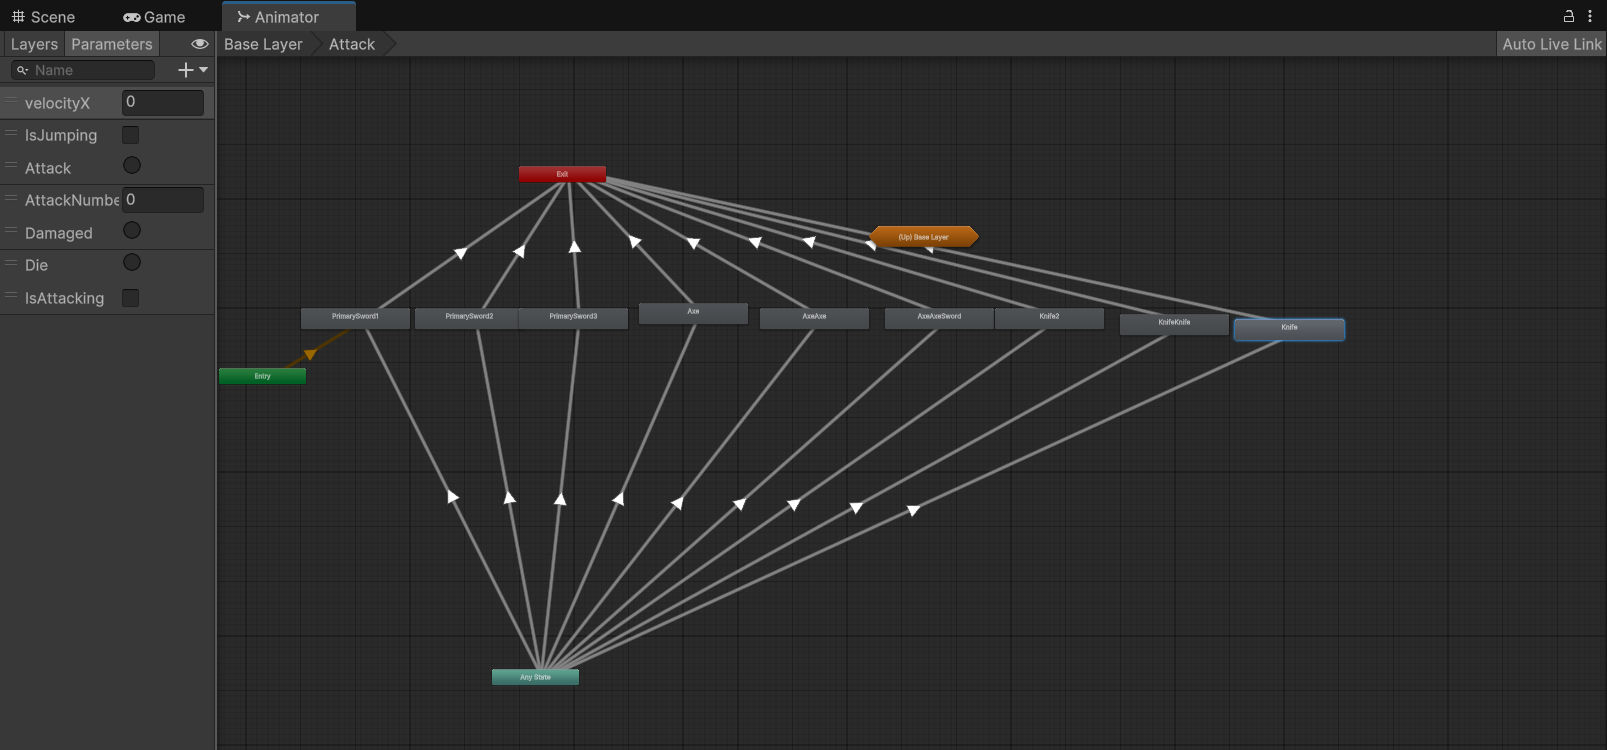 Scene
Game
Animator
Layers
Parameters
Base Layer
Attack
Auto Live Link
Name
velocityX
0
IsJumping
Attack
AttackNumbe
0
Damaged
Die
IsAttacking
Exit
(Up) Base Layer
PrimarySword1
PrimarySword2
PrimarySword3
Axe
AxeAxe
AxeAxeSword
Knife2
KnifeKnife
Knife
Entry
Any State